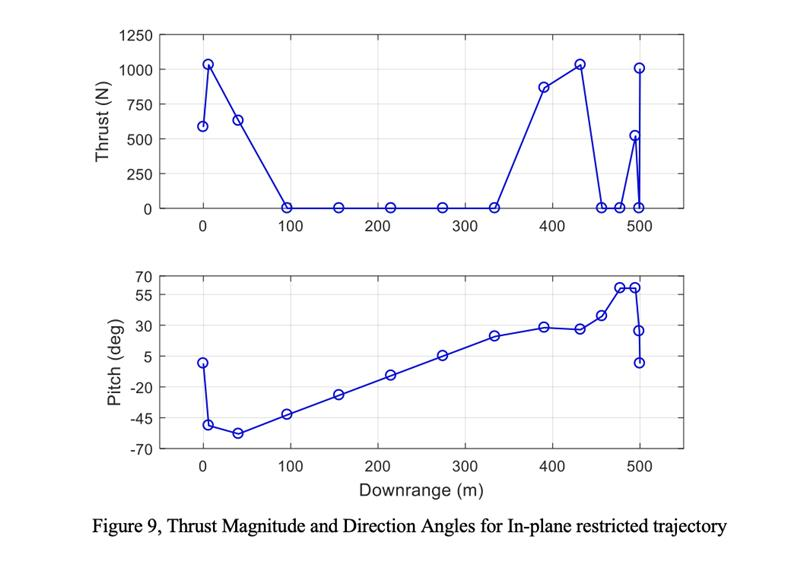 1250
1000
750
500
250
0
Thrust (N)
0 100 200 300 400 500
70
55
30
5
-20
-45
-70
Pitch (deg)
0 100 200 300 400 500
Downrange (m)
Figure 9, Thrust Magnitude and Direction Angles for In-plane restricted trajectory